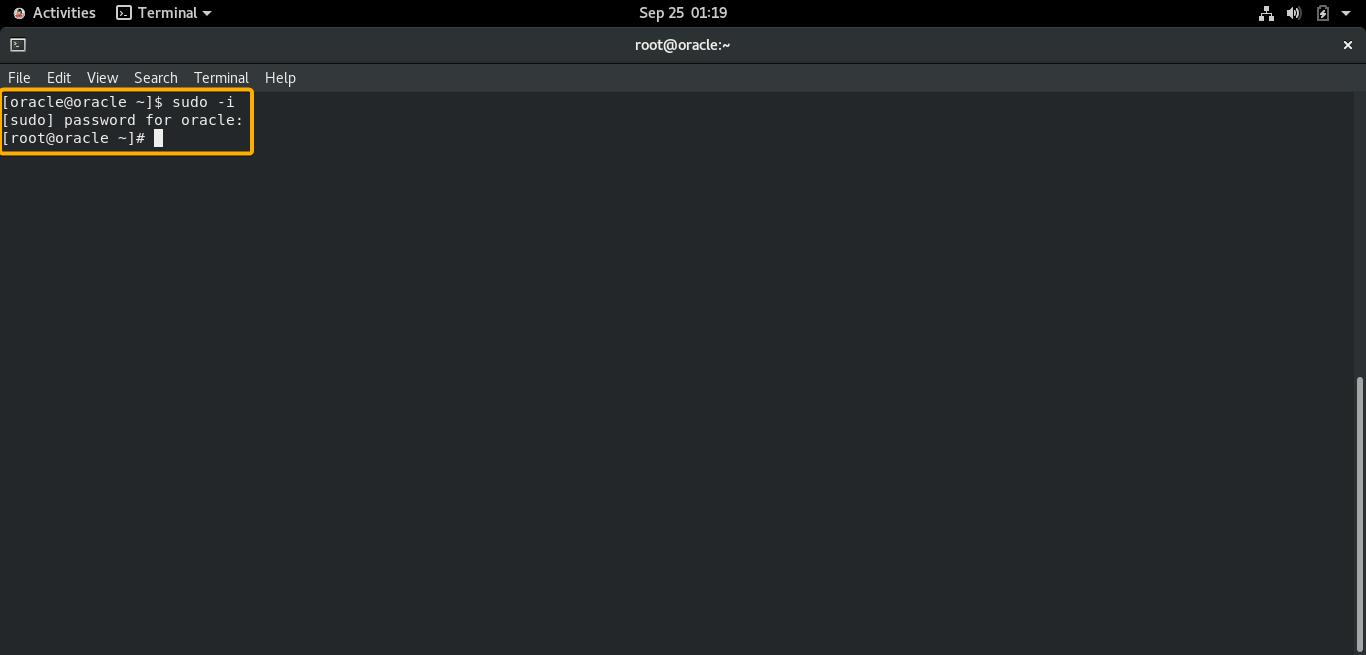 Activities Terminal Sep 25 01:19
root@oracle:~
File Edit View Search Terminal Help
[oracle@oracle ~]$ sudo -i
[sudo] password for oracle:
[root@oracle ~]#